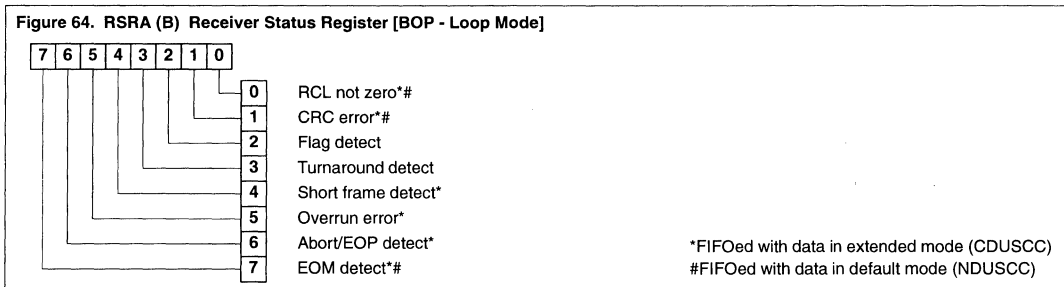 Figure 64. RSRA (B) Receiver Status Register [BOP - Loop Mode]
7 6 5 4 3 2 1 0
0 RCL not zero*#
1 CRC error*#
2 Flag detect
3 Turnaround detect
4 Short frame detect*
5 Overrun error*
6 Abort/EOP detect*
7 EOM detect*#
*FIFOed with data in extended mode (CDUSCC)
#FIFOed with data in default mode (NDUSCC)